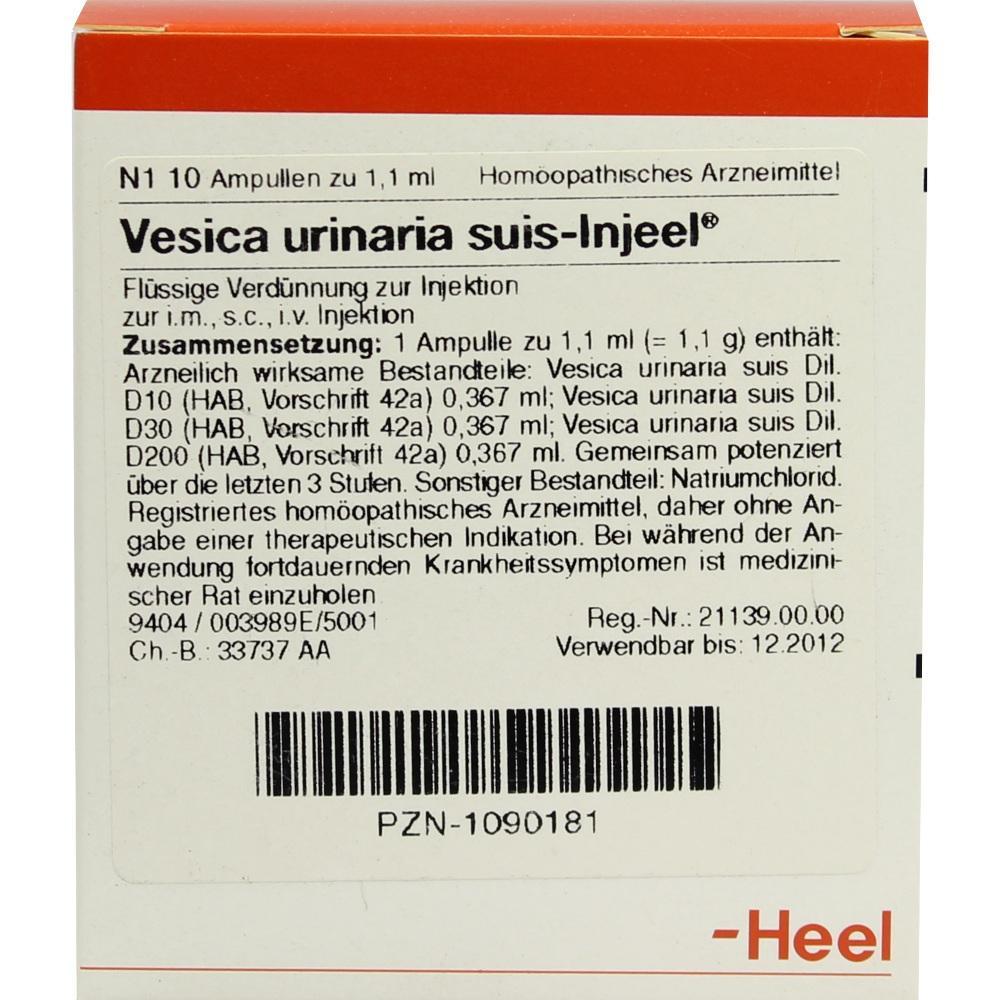 N1 10 Ampullen zu 1,1 ml Homöopathisches Arzneimittel
Vesica urinaria suis-Injeel®
Flüssige Verdünnung zur Injektion
zur i.m., s.c., i.v. Injektion
Zusammensetzung: 1 Ampulle zu 1,1 ml (= 1,1 g) enthält:
Arzneilich wirksame Bestandteile: Vesica urinaria suis Dil.
D10 (HAB, Vorschrift 42a) 0,367 ml; Vesica urinaria suis Dil.
D30 (HAB, Vorschrift 42a) 0,367 ml; Vesica urinaria suis Dil.
D200 (HAB, Vorschrift 42a) 0,367 ml. Gemeinsam potenziert
über die letzten 3 Stufen. Sonstiger Bestandteil: Natriumchlorid.
Registriertes homöopathisches Arzneimittel, daher ohne An-
gabe einer therapeutischen Indikation. Bei während der An-
wendung fortdauernden Krankheitssymptomen ist medizini-
scher Rat einzuholen
9404 / 003989E/5001 Reg.-Nr.: 21139.00.00
Ch.-B.: 33737 AA Verwendbar bis: 12.2012
PZN-1090181
-Heel